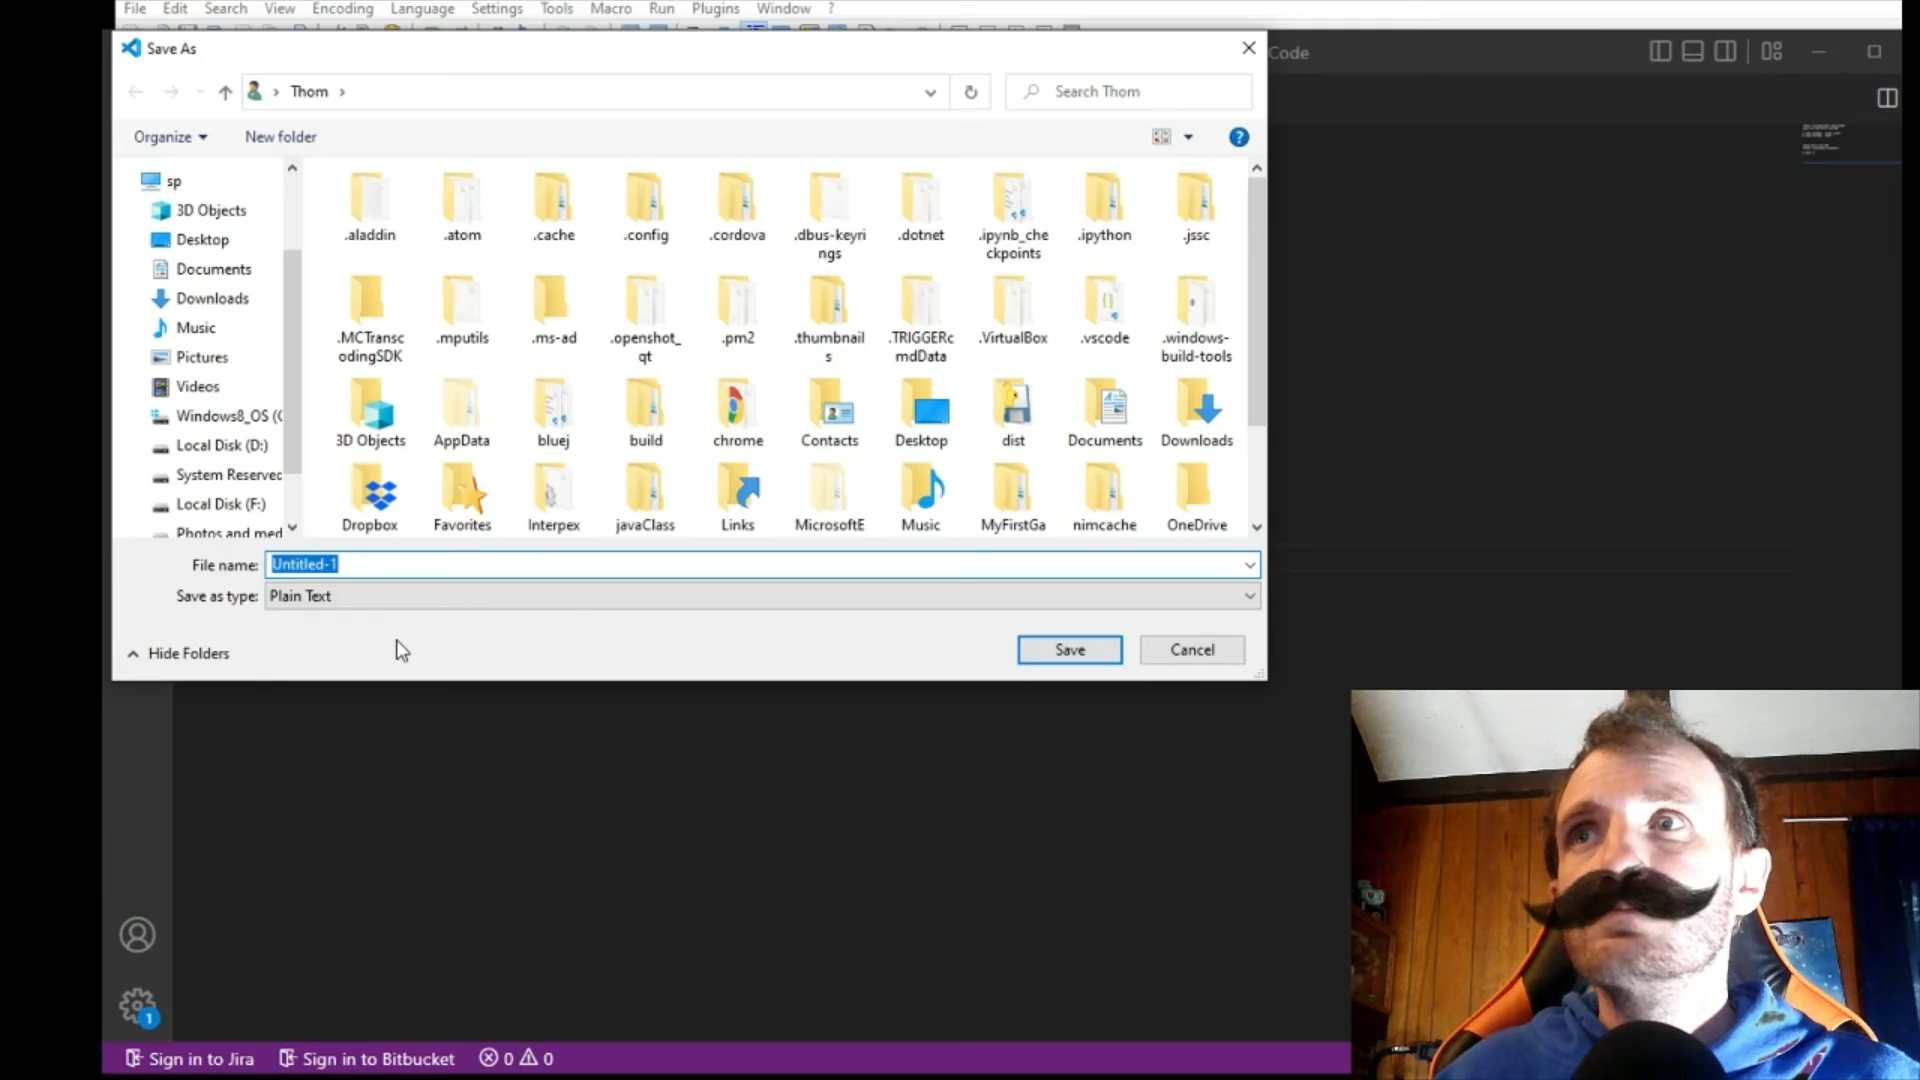 File Edit Search View Encoding Language Settings Tools Macro Run Plugins Window ?
Save As
Code
Thom
Search Thom
Organize
New folder
sp
3D Objects
Desktop
Documents
Downloads
Music
Pictures
Videos
Windows8_OS (C
Local Disk (D:)
System Reserved
Local Disk (F:)
Photos and med
.aladdin .atom .cache .config .cordova .dbus-keyri .dotnet .ipynb_che .ipython .jssc
ngs ckpoints
.MCTransc .mputils .ms-ad .openshot_ .pm2 .thumbnail .TRIGGERc .VirtualBox .vscode .windows-
odingSDK qt s mdData build-tools
3D Objects AppData bluej build chrome Contacts Desktop dist Documents Downloads
Dropbox Favorites Interpex javaClass Links MicrosoftE Music MyFirstGa nimcache OneDrive
File name: Untitled-1
Save as type: Plain Text
Hide Folders
Save
Cancel
1
Sign in to Jira Sign in to Bitbucket 0 0